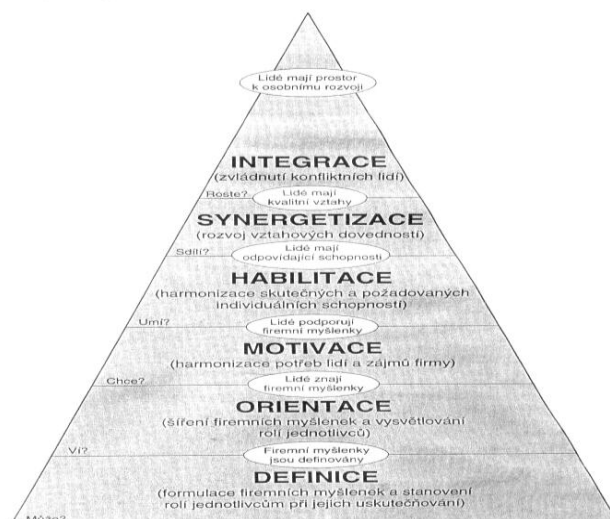 Lidé mají prostor
k osobnímu rozvoji
INTEGRACE
(zvládnutí konfliktních lidí)
Roste?
Lidé mají
kvalitní vztahy
SYNERGETIZACE
(rozvoj vztahových dovedností)
Sdílí?
Lidé mají
odpovídající schopnosti
HABILITACE
(harmonizace skutečných a požadovaných
individuálních schopností)
Umí?
Lidé podporují
firemní myšlenky
MOTIVACE
(harmonizace potřeb lidí a zájmů firmy)
Chce?
Lidé znají
firemní myšlenky
ORIENTACE
(šíření firemních myšlenek a vysvětlování
rolí jednotlivců)
Ví?
Firemní myšlenky
jsou definovány
DEFINICE
(formulace firemních myšlenek a stanovení
rolí jednotlivcům při jejich uskutečňování)
Může?